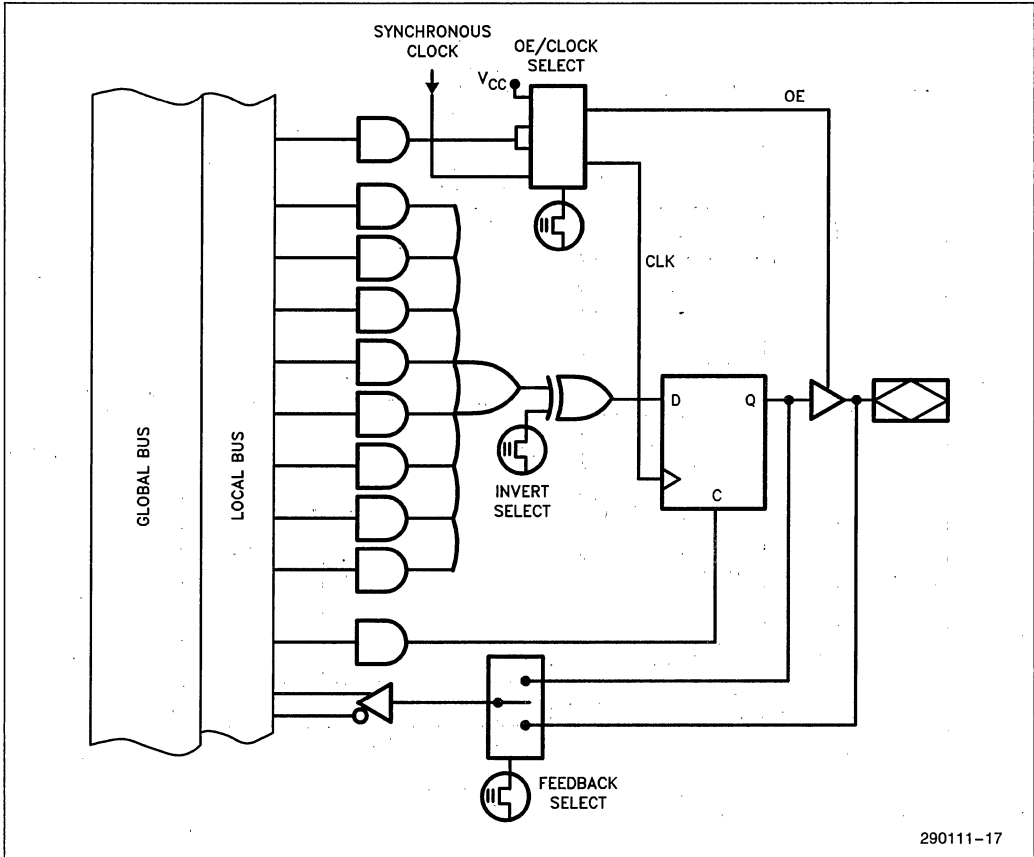 SYNCHRONOUS
CLOCK
OE/CLOCK
SELECT
VCC
OE
CLK
GLOBAL BUS
LOCAL BUS
D
Q
C
INVERT
SELECT
FEEDBACK
SELECT
290111-17